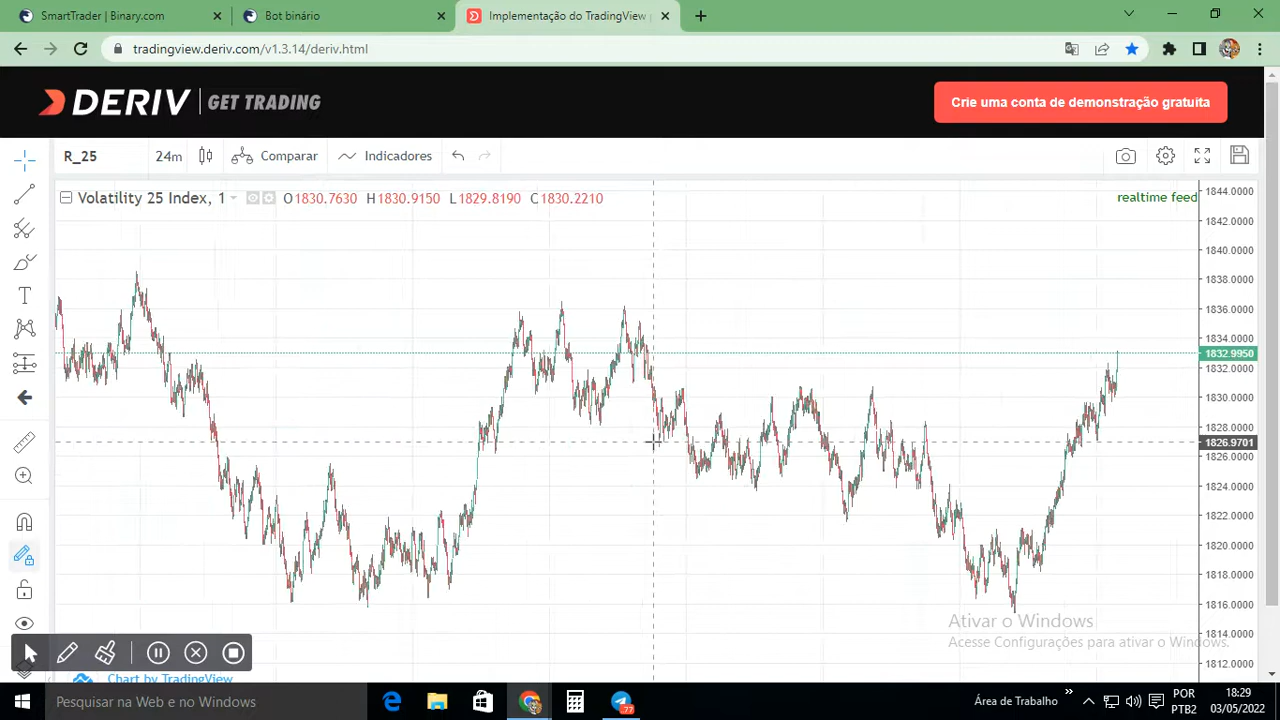 SmartTrader | Binary.com
Bot binário
Implementação do TradingView
tradingview.deriv.com/v1.3.14/deriv.html
DERIV GET TRADING
Crie uma conta de demonstração gratuita
R_25 24m Comparar Indicadores
Volatility 25 Index, 1 O1830.7630 H1830.9150 L1829.8190 C1830.2210
realtime feed
1844.0000
1842.0000
1840.0000
1838.0000
1836.0000
1834.0000
1832.9950
1832.0000
1830.0000
1828.0000
1826.9701
1826.0000
1824.0000
1822.0000
1820.0000
1818.0000
1816.0000
1814.0000
1812.0000
Ativar o Windows
Acesse Configurações para ativar o Windows.
Chart by TradingView
Pesquisar na Web e no Windows
77
Área de Trabalho
POR
PTB2
18:29
03/05/2022